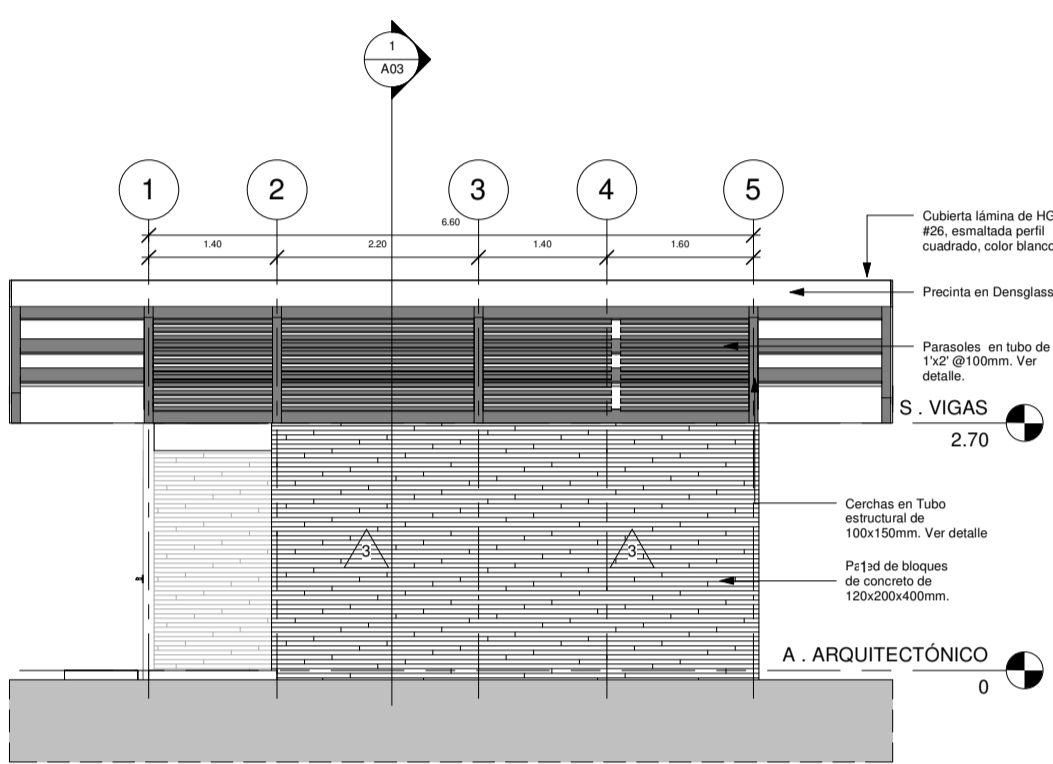 1
A03
1
2
3
4
5
6.60
1.40
2.20
1.40
1.60
Cubierta lámina de HG
#26, esmaltada perfil
cuadrado, color blanco
Precinta en Densglass
Parasoles en tubo de
1'x2' @100mm. Ver
detalle.
S . VIGAS
2.70
Cerchas en Tubo
estructural de
100x150mm. Ver detalle
3
3
Pa1ed de bloques
de concreto de
120x200x400mm.
A . ARQUITECTÓNICO
0